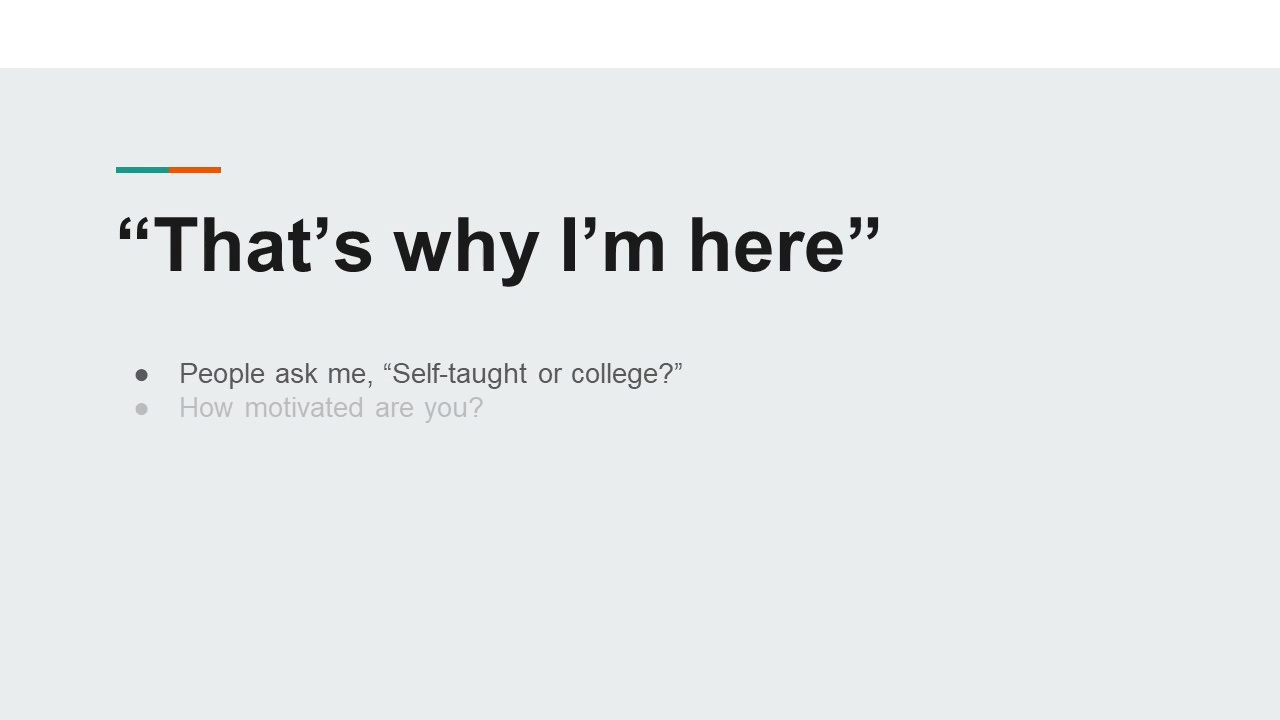 “That’s why I’m here”
● People ask me, “Self-taught or college?”
● How motivated are you?